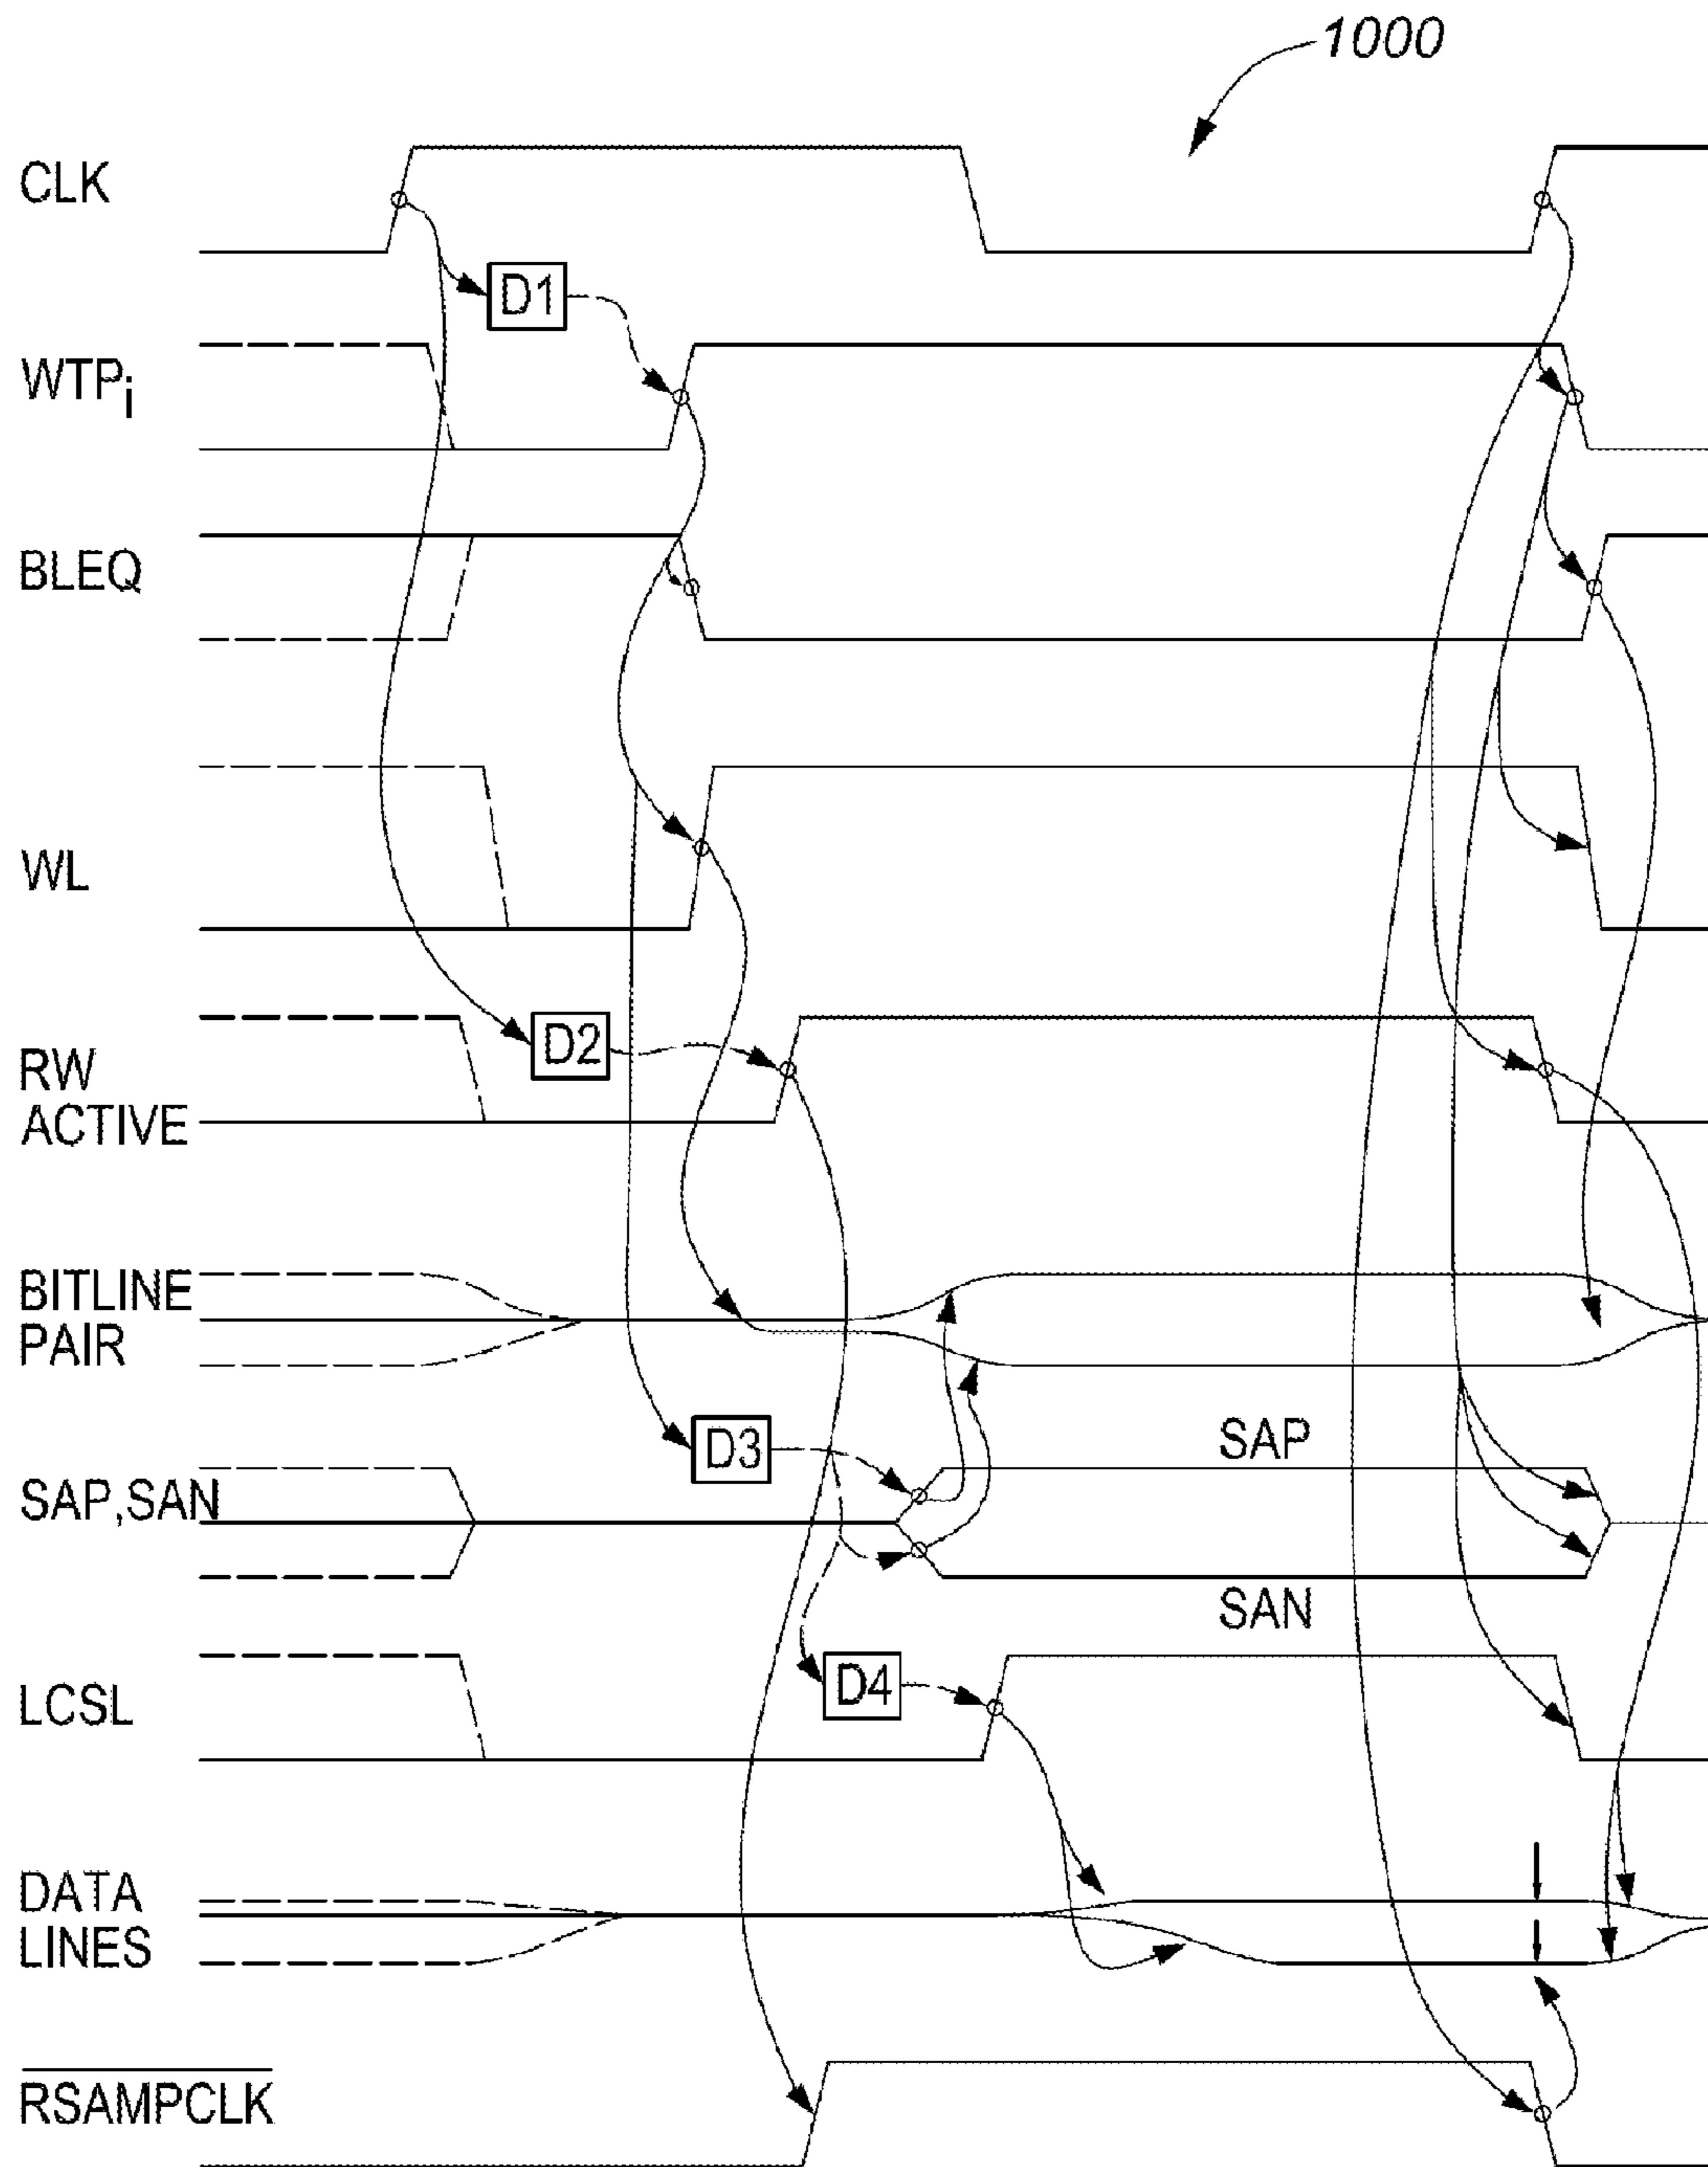 1000
CLK
D1
WTPi
BLEQ
WL
D2
RW
ACTIVE
BITLINE
PAIR
D3
SAP
SAP,SAN
SAN
D4
LCSL
DATA
LINES
RSAMPCLK